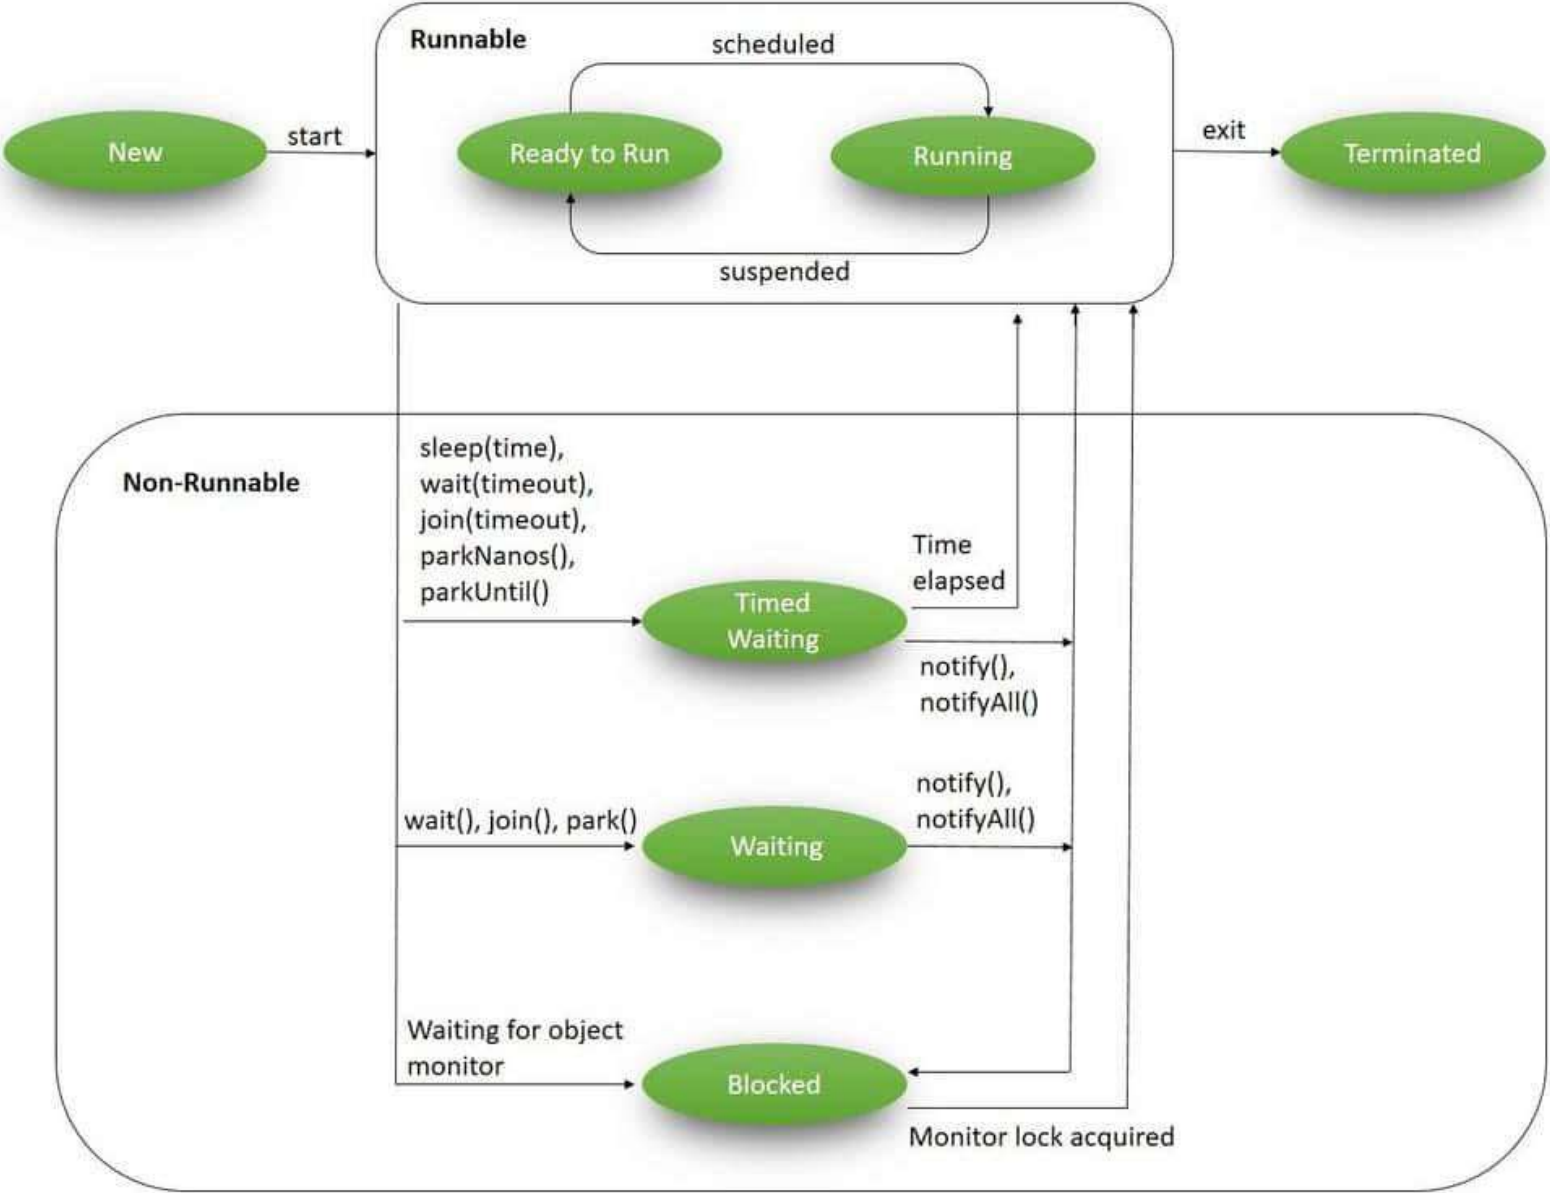 Runnable
scheduled
New
start
Ready to Run
Running
exit
Terminated
suspended
Non-Runnable
sleep(time),
wait(timeout),
join(timeout),
parkNanos(),
parkUntil()
Time
elapsed
Timed
Waiting
notify(),
notifyAll()
wait(), join(), park()
Waiting
notify(),
notifyAll()
Waiting for object
monitor
Blocked
Monitor lock acquired